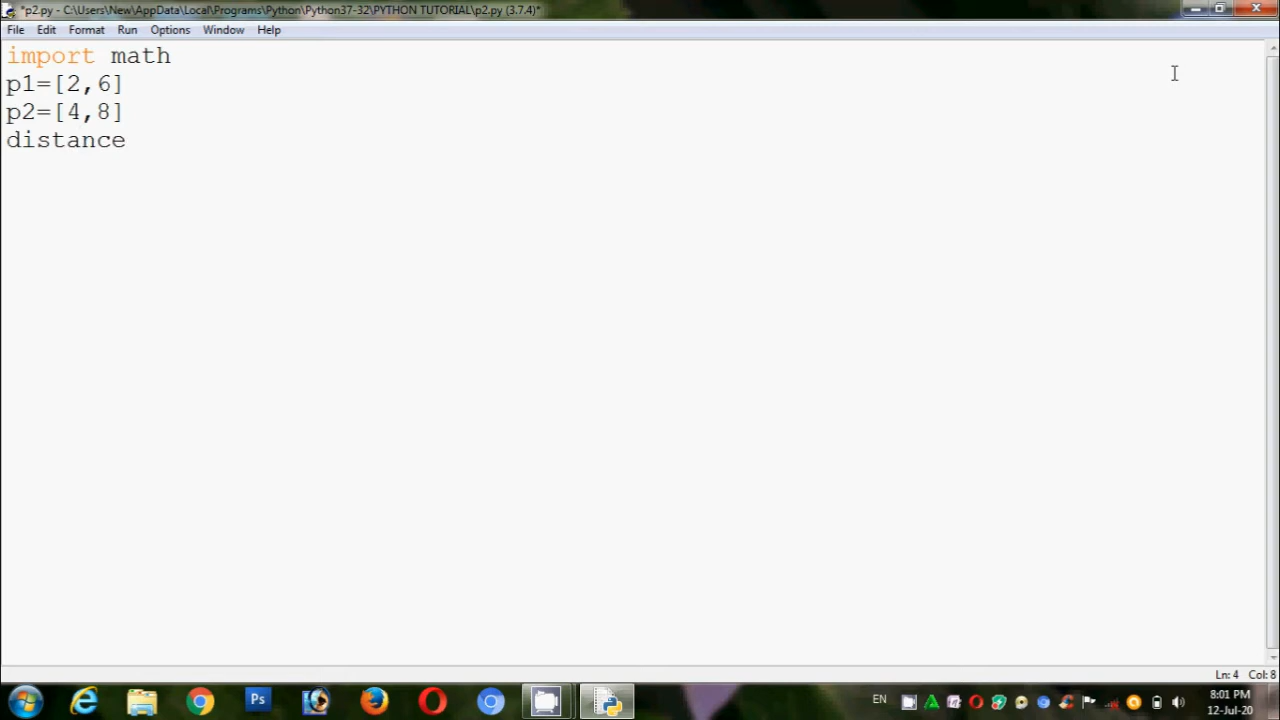 *p2.py - C:\Users\New\AppData\Local\Programs\Python\Python37-32\PYTHON TUTORIAL\p2.py (3.7.4)*
File Edit Format Run Options Window Help
import math
p1=[2,6]
p2=[4,8]
distance
Ln: 4 Col: 8
Ps
EN
8:01 PM
12-Jul-20